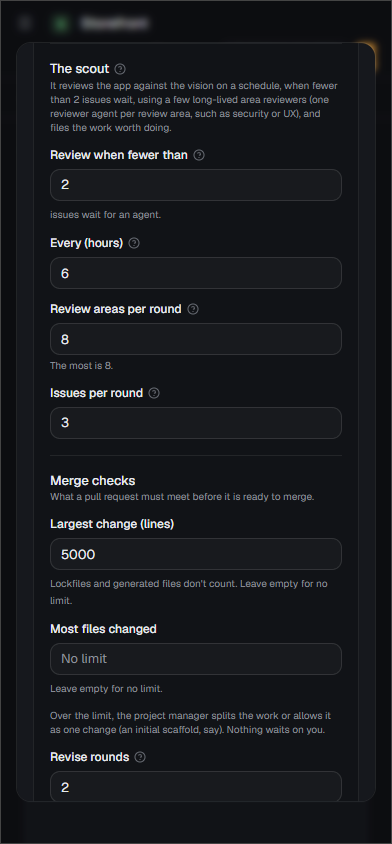 Storefront
The scout
It reviews the app against the vision on a schedule, when fewer
than 2 issues wait, using a few long-lived area reviewers (one
reviewer agent per review area, such as security or UX), and
files the work worth doing.
Review when fewer than
2
issues wait for an agent.
Every (hours)
6
Review areas per round
8
The most is 8.
Issues per round
3
Merge checks
What a pull request must meet before it is ready to merge.
Largest change (lines)
5000
Lockfiles and generated files don't count. Leave empty for no
limit.
Most files changed
No limit
Leave empty for no limit.
Over the limit, the project manager splits the work or allows it
as one change (an initial scaffold, say). Nothing waits on you.
Revise rounds
2